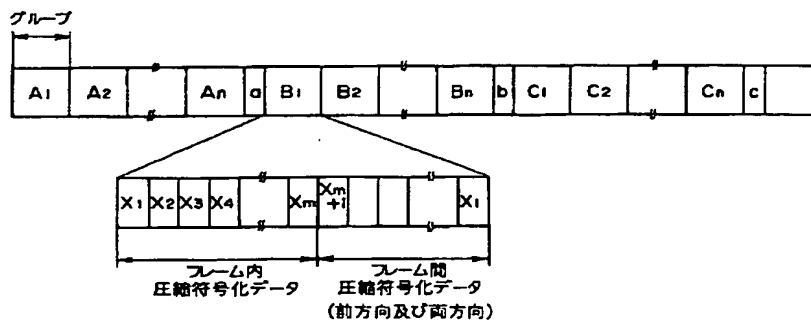 グループ
A1 A2 An a B1 B2 Bn b C1 C2 Cn c
X1 X2 X3 X4 Xm Xm+1 Xl
フレーム内 フレーム間
圧縮符号化データ 圧縮符号化データ
(前方向及び両方向)